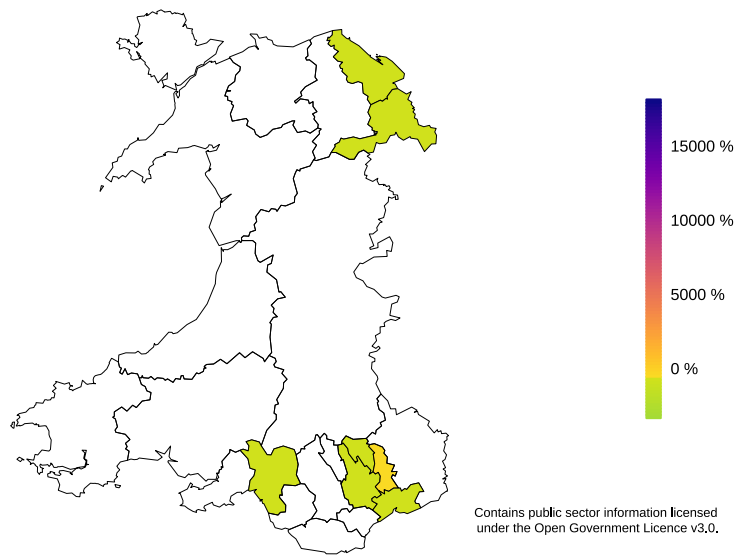 15000 %
10000 %
5000 %
0 %
Contains public sector information licensed
under the Open Government Licence v3.0.